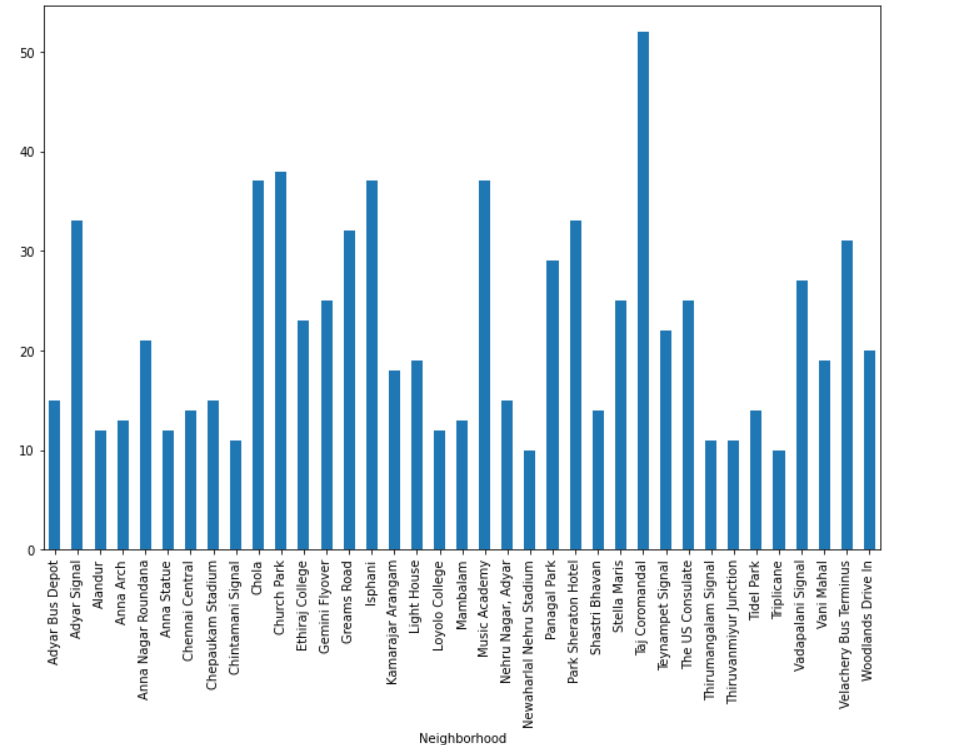 50
40
30
20
10
0
Adyar Bus Depot
Adyar Signal
Alandur
Anna Arch
Anna Nagar Roundana
Anna Statue
Chennai Central
Chepaukam Stadium
Chintamani Signal
Chola
Church Park
Ethiraj College
Gemini Flyover
Greams Road
Isphani
Kamarajar Arangam
Light House
Loyolo College
Mambalam
Music Academy
Nehru Nagar, Adyar
Newaharlal Nehru Stadium
Panagal Park
Park Sheraton Hotel
Shastri Bhavan
Stella Maris
Taj Coromandal
Teynampet Signal
The US Consulate
Thirumangalam Signal
Thiruvanmiyur Junction
Tidel Park
Triplicane
Vadapalani Signal
Vani Mahal
Velachery Bus Terminus
Woodlands Drive In
Neighborhood